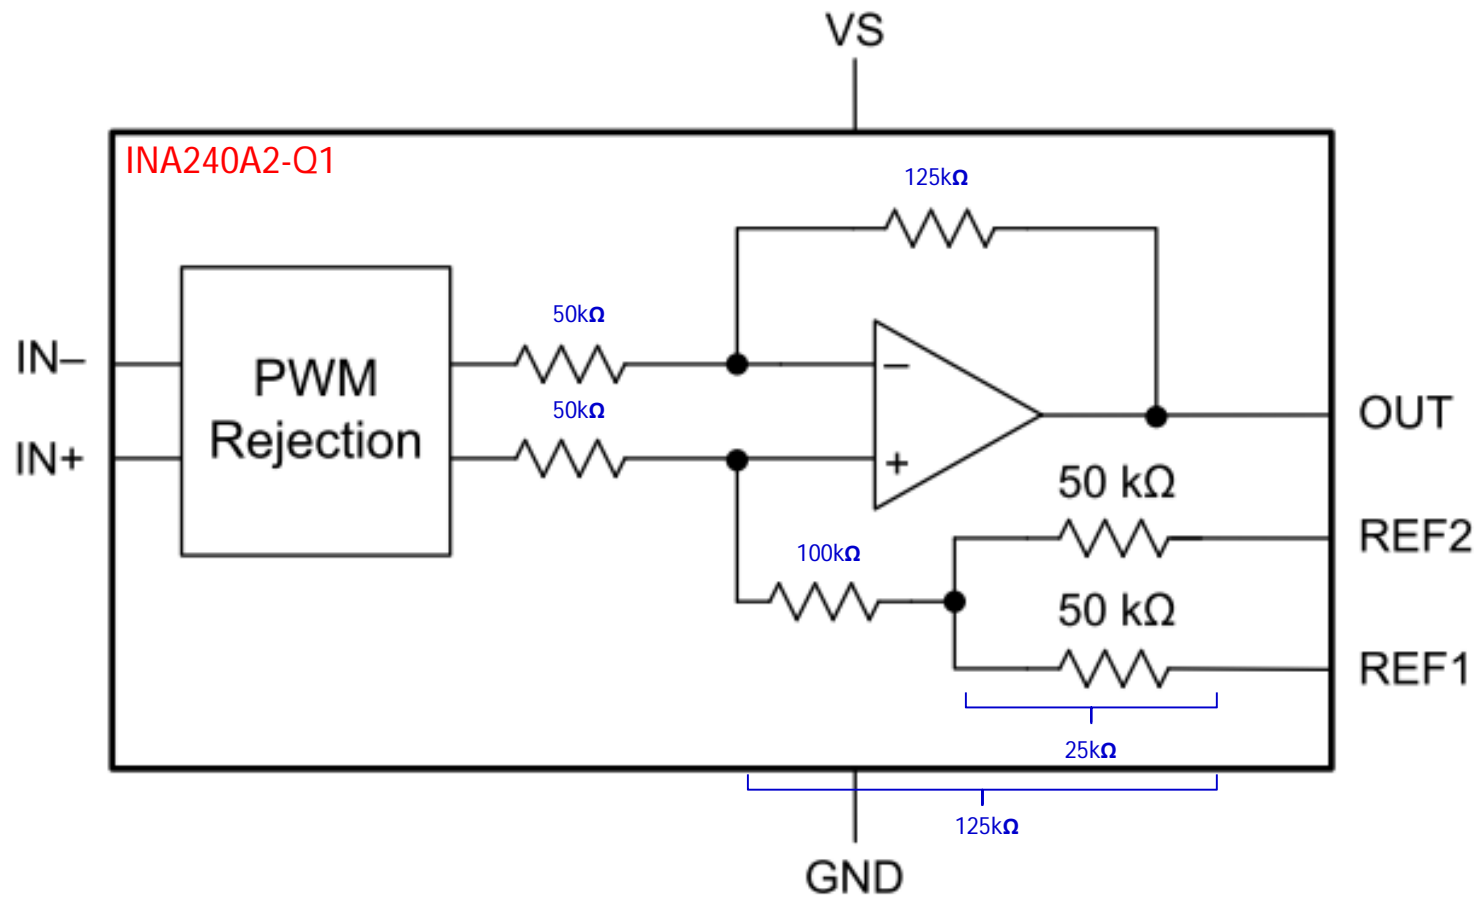 VS
INA240A2-Q1
125kΩ
50kΩ
IN−
PWM
Rejection
50kΩ
IN+
−
+
OUT
50 kΩ
REF2
100kΩ
50 kΩ
REF1
25kΩ
125kΩ
GND